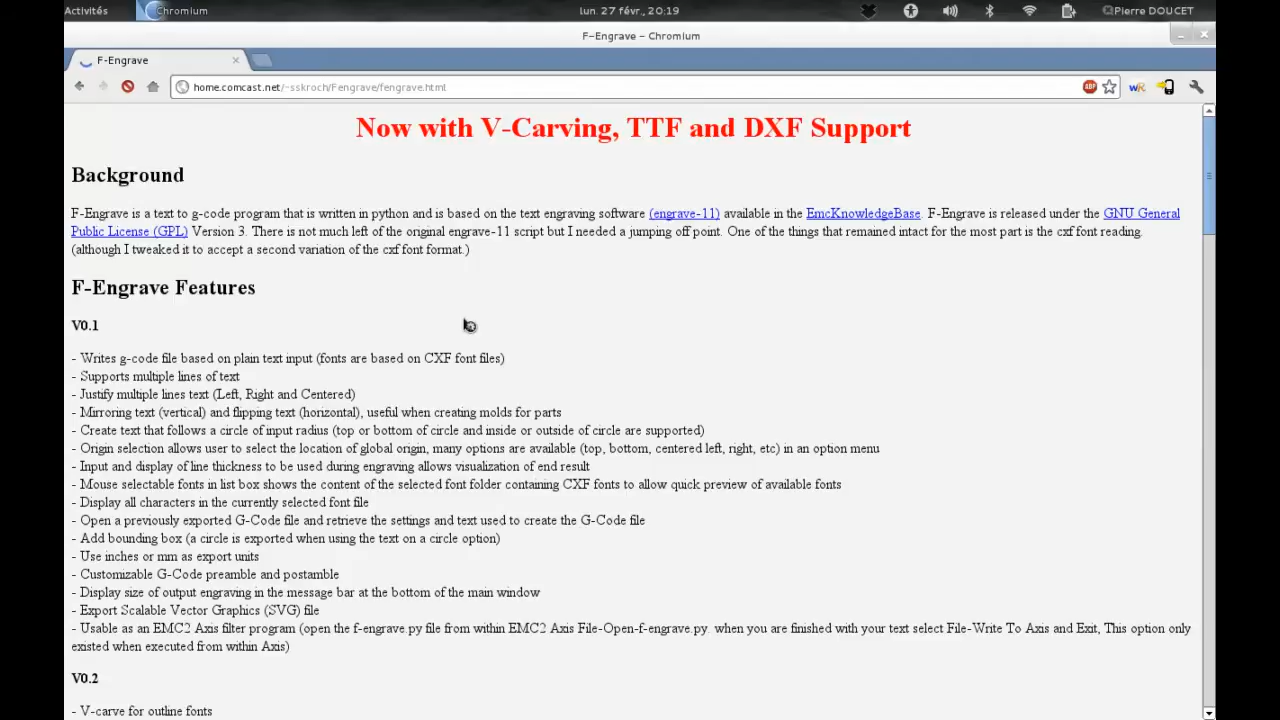 Activités Chromium lun. 27 févr., 20:19 Pierre DOUCET
F-Engrave – Chromium
F-Engrave
home.comcast.net/~sskroch/Fengrave/fengrave.html ABP wR
Now with V-Carving, TTF and DXF Support
Background
F-Engrave is a text to g-code program that is written in python and is based on the text engraving software (engrave-11) available in the EmcKnowledgeBase. F-Engrave is released under the GNU General
Public License (GPL) Version 3. There is not much left of the original engrave-11 script but I needed a jumping off point. One of the things that remained intact for the most part is the cxf font reading.
(although I tweaked it to accept a second variation of the cxf font format.)
F-Engrave Features
V0.1
- Writes g-code file based on plain text input (fonts are based on CXF font files)
- Supports multiple lines of text
- Justify multiple lines text (Left, Right and Centered)
- Mirroring text (vertical) and flipping text (horizontal), useful when creating molds for parts
- Create text that follows a circle of input radius (top or bottom of circle and inside or outside of circle are supported)
- Origin selection allows user to select the location of global origin, many options are available (top, bottom, centered left, right, etc) in an option menu
- Input and display of line thickness to be used during engraving allows visualization of end result
- Mouse selectable fonts in list box shows the content of the selected font folder containing CXF fonts to allow quick preview of available fonts
- Display all characters in the currently selected font file
- Open a previously exported G-Code file and retrieve the settings and text used to create the G-Code file
- Add bounding box (a circle is exported when using the text on a circle option)
- Use inches or mm as export units
- Customizable G-Code preamble and postamble
- Display size of output engraving in the message bar at the bottom of the main window
- Export Scalable Vector Graphics (SVG) file
- Usable as an EMC2 Axis filter program (open the f-engrave.py file from within EMC2 Axis File-Open-f-engrave.py. when you are finished with your text select File-Write To Axis and Exit, This option only
existed when executed from within Axis)
V0.2
- V-carve for outline fonts